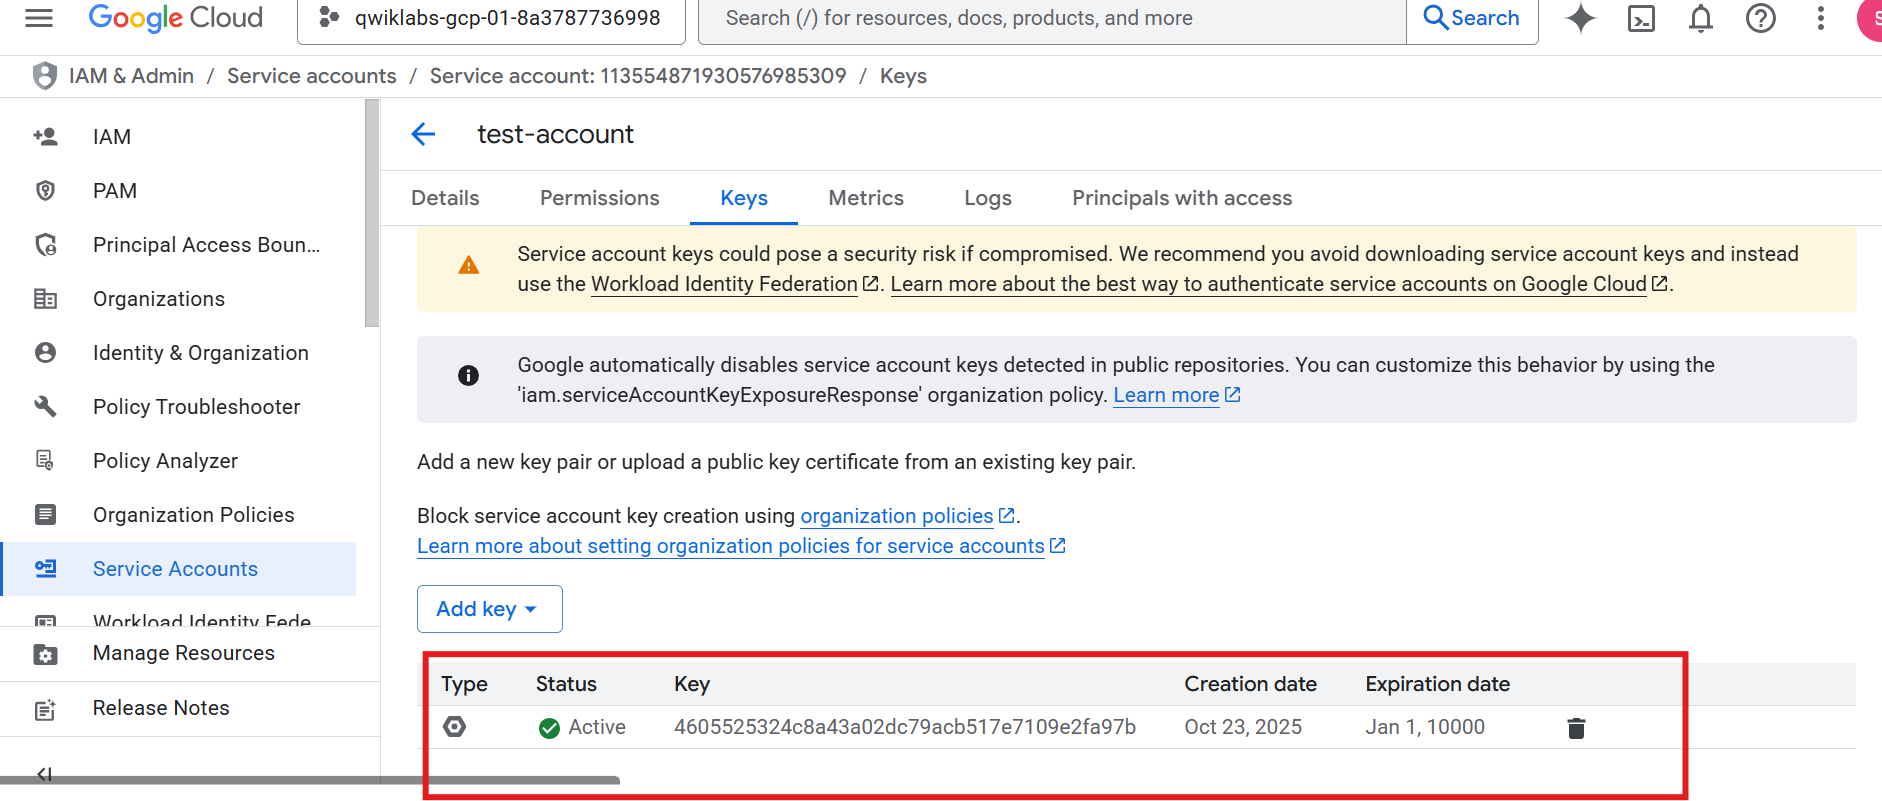 Google Cloud
qwiklabs-gcp-01-8a3787736998
Search (/) for resources, docs, products, and more
Search
S
IAM & Admin / Service accounts / Service account: 113554871930576985309 / Keys
IAM
PAM
Principal Access Boun...
Organizations
Identity & Organization
Policy Troubleshooter
Policy Analyzer
Organization Policies
Service Accounts
Workload Identity Fede
Manage Resources
Release Notes
test-account
Details Permissions Keys Metrics Logs Principals with access
Service account keys could pose a security risk if compromised. We recommend you avoid downloading service account keys and instead
use the Workload Identity Federation. Learn more about the best way to authenticate service accounts on Google Cloud.
Google automatically disables service account keys detected in public repositories. You can customize this behavior by using the
'iam.serviceAccountKeyExposureResponse' organization policy. Learn more
Add a new key pair or upload a public key certificate from an existing key pair.
Block service account key creation using organization policies.
Learn more about setting organization policies for service accounts
Add key
Type Status Key Creation date Expiration date
Active 4605525324c8a43a02dc79acb517e7109e2fa97b Oct 23, 2025 Jan 1, 10000